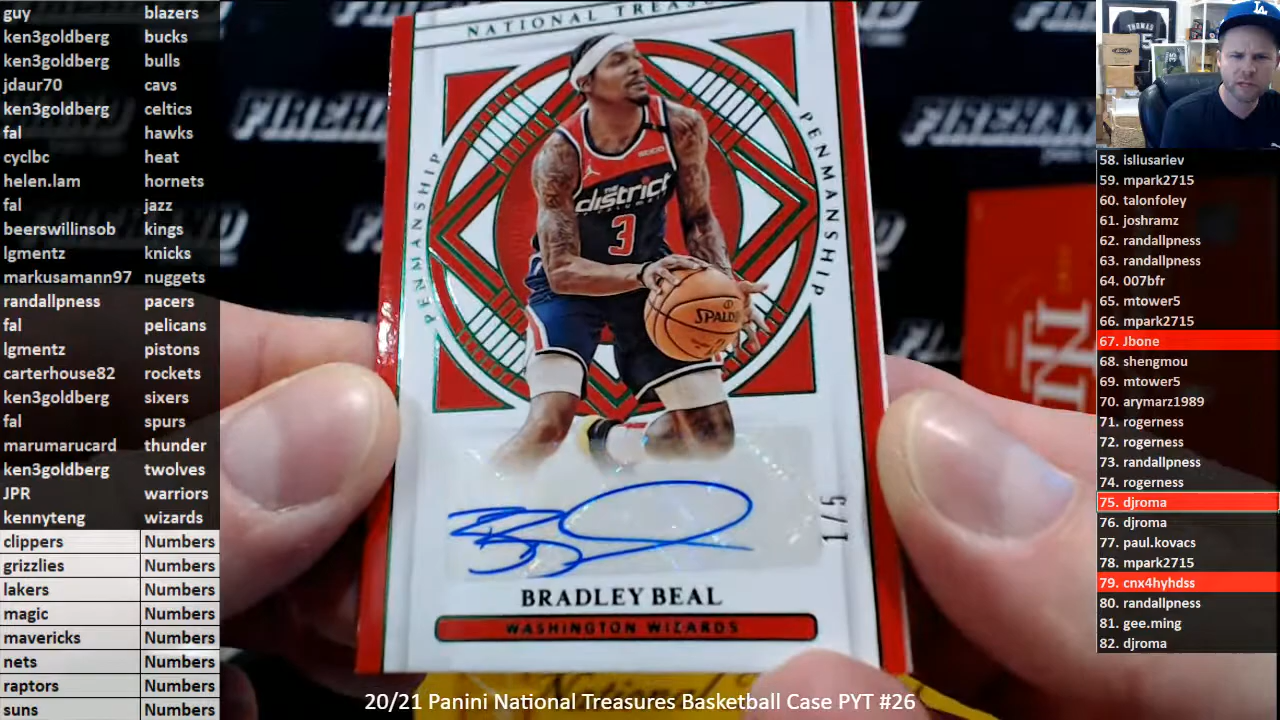 guy blazers
ken3goldberg bucks
ken3goldberg bulls
jdaur70 cavs
ken3goldberg celtics
fal hawks
cyclbc heat
helen.lam hornets
fal jazz
beerswillinsob kings
lgmentz knicks
markusamann97 nuggets
randallpness pacers
fal pelicans
lgmentz pistons
carterhouse82 rockets
ken3goldberg sixers
fal spurs
marumarucard thunder
ken3goldberg twolves
JPR warriors
kennyteng wizards
clippers Numbers
grizzlies Numbers
lakers Numbers
magic Numbers
mavericks Numbers
nets Numbers
raptors Numbers
suns Numbers
NATIONAL
PENMANSHIP
PENMANSHIP
GEICO
THE
district
3
SPALDING
1/5
BRADLEY BEAL
WASHINGTON WIZARDS
THOMAS
58. isliusariev
59. mpark2715
60. talonfoley
61. joshramz
62. randallpness
63. randallpness
64. 007bfr
65. mtower5
66. mpark2715
67. Jbone
68. shengmou
69. mtower5
70. arymarz1989
71. rogerness
72. rogerness
73. randallpness
74. rogerness
75. djroma
76. djroma
77. paul.kovacs
78. mpark2715
79. cnx4hyhdss
80. randallpness
81. gee.ming
82. djroma
20/21 Panini National Treasures Basketball Case PYT #26